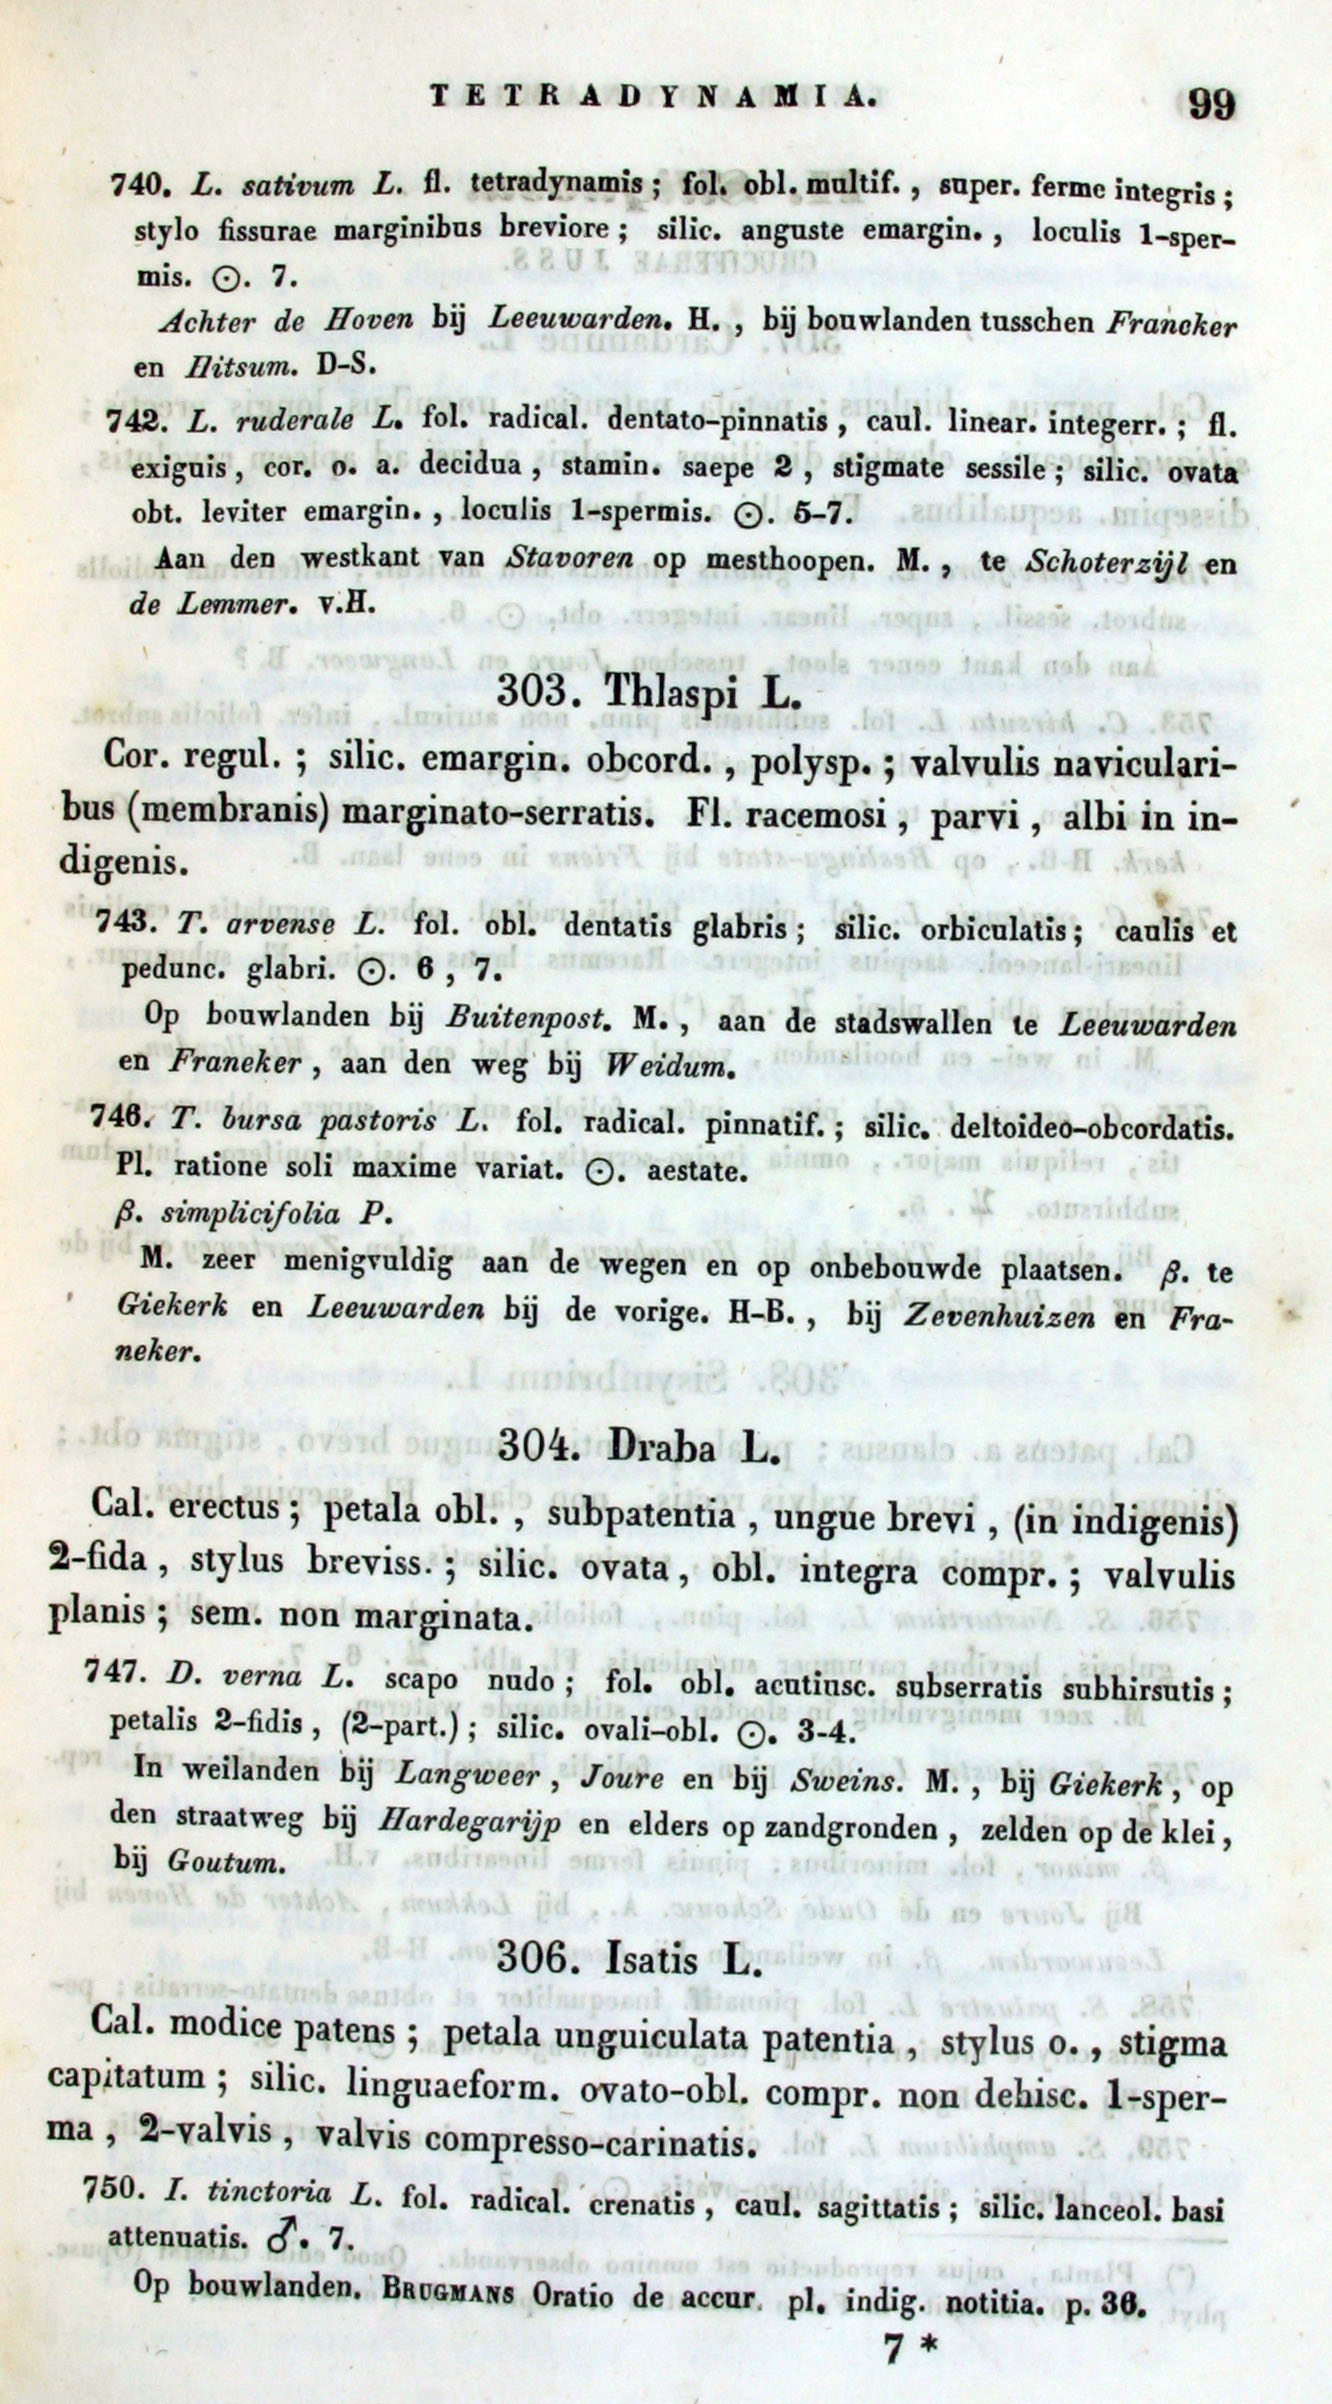 TETRADYNAMIA. 99
740. L. sativum L. fl. tetradynamis; fol. obl. multif., super. ferme integris;
stylo fissurae marginibus breviore; silic. anguste emargin., loculis 1-sper-
mis. ⊙. 7.
Achter de Hoven bij Leeuwarden. H., bij bouwlanden tusschen Franeker
en Hitsum. D-S.
742. L. ruderale L. fol. radical. dentato-pinnatis, caul. linear. integerr.; fl.
exiguis, cor. o. a. decidua, stamin. saepe 2, stigmate sessile; silic. ovata
obt. leviter emargin., loculis 1-spermis. ⊙. 5-7.
Aan den westkant van Stavoren op mesthoopen. M., te Schoterzijl en
de Lemmer. v.H.
303. Thlaspi L.
Cor. regul.; silic. emargin. obcord., polysp.; valvulis naviculari-
bus (membranis) marginato-serratis. Fl. racemosi, parvi, albi in in-
digenis.
743. T. arvense L. fol. obl. dentatis glabris; silic. orbiculatis; caulis et
pedunc. glabri. ⊙. 6, 7.
Op bouwlanden bij Buitenpost. M., aan de stadswallen te Leeuwarden
en Franeker, aan den weg bij Weidum.
746. T. bursa pastoris L. fol. radical. pinnatif.; silic. deltoideo-obcordatis.
Pl. ratione soli maxime variat. ⊙. aestate.
β. simplicifolia P.
M. zeer menigvuldig aan de wegen en op onbebouwde plaatsen. β. te
Giekerk en Leeuwarden bij de vorige. H-B., bij Zevenhuizen en Fra-
neker.
304. Draba L.
Cal. erectus; petala obl., subpatentia, ungue brevi, (in indigenis)
2-fida, stylus breviss.; silic. ovata, obl. integra compr.; valvulis
planis; sem. non marginata.
747. D. verna L. scapo nudo; fol. obl. acutiusc. subserratis subhirsutis;
petalis 2-fidis, (2-part.); silic. ovali-obl. ⊙. 3-4.
In weilanden bij Langweer, Joure en bij Sweins. M., bij Giekerk, op
den straatweg bij Hardegarijp en elders op zandgronden, zelden op de klei,
bij Goutum.
306. Isatis L.
Cal. modice patens; petala unguiculata patentia, stylus o., stigma
capitatum; silic. linguaeform. ovato-obl. compr. non dehisc. 1-sper-
ma, 2-valvis, valvis compresso-carinatis.
750. I. tinctoria L. fol. radical. crenatis, caul. sagittatis; silic. lanceol. basi
attenuatis. ♂. 7.
Op bouwlanden. BRUGMANS Oratio de accur. pl. indig. notitia. p. 36.
7 *